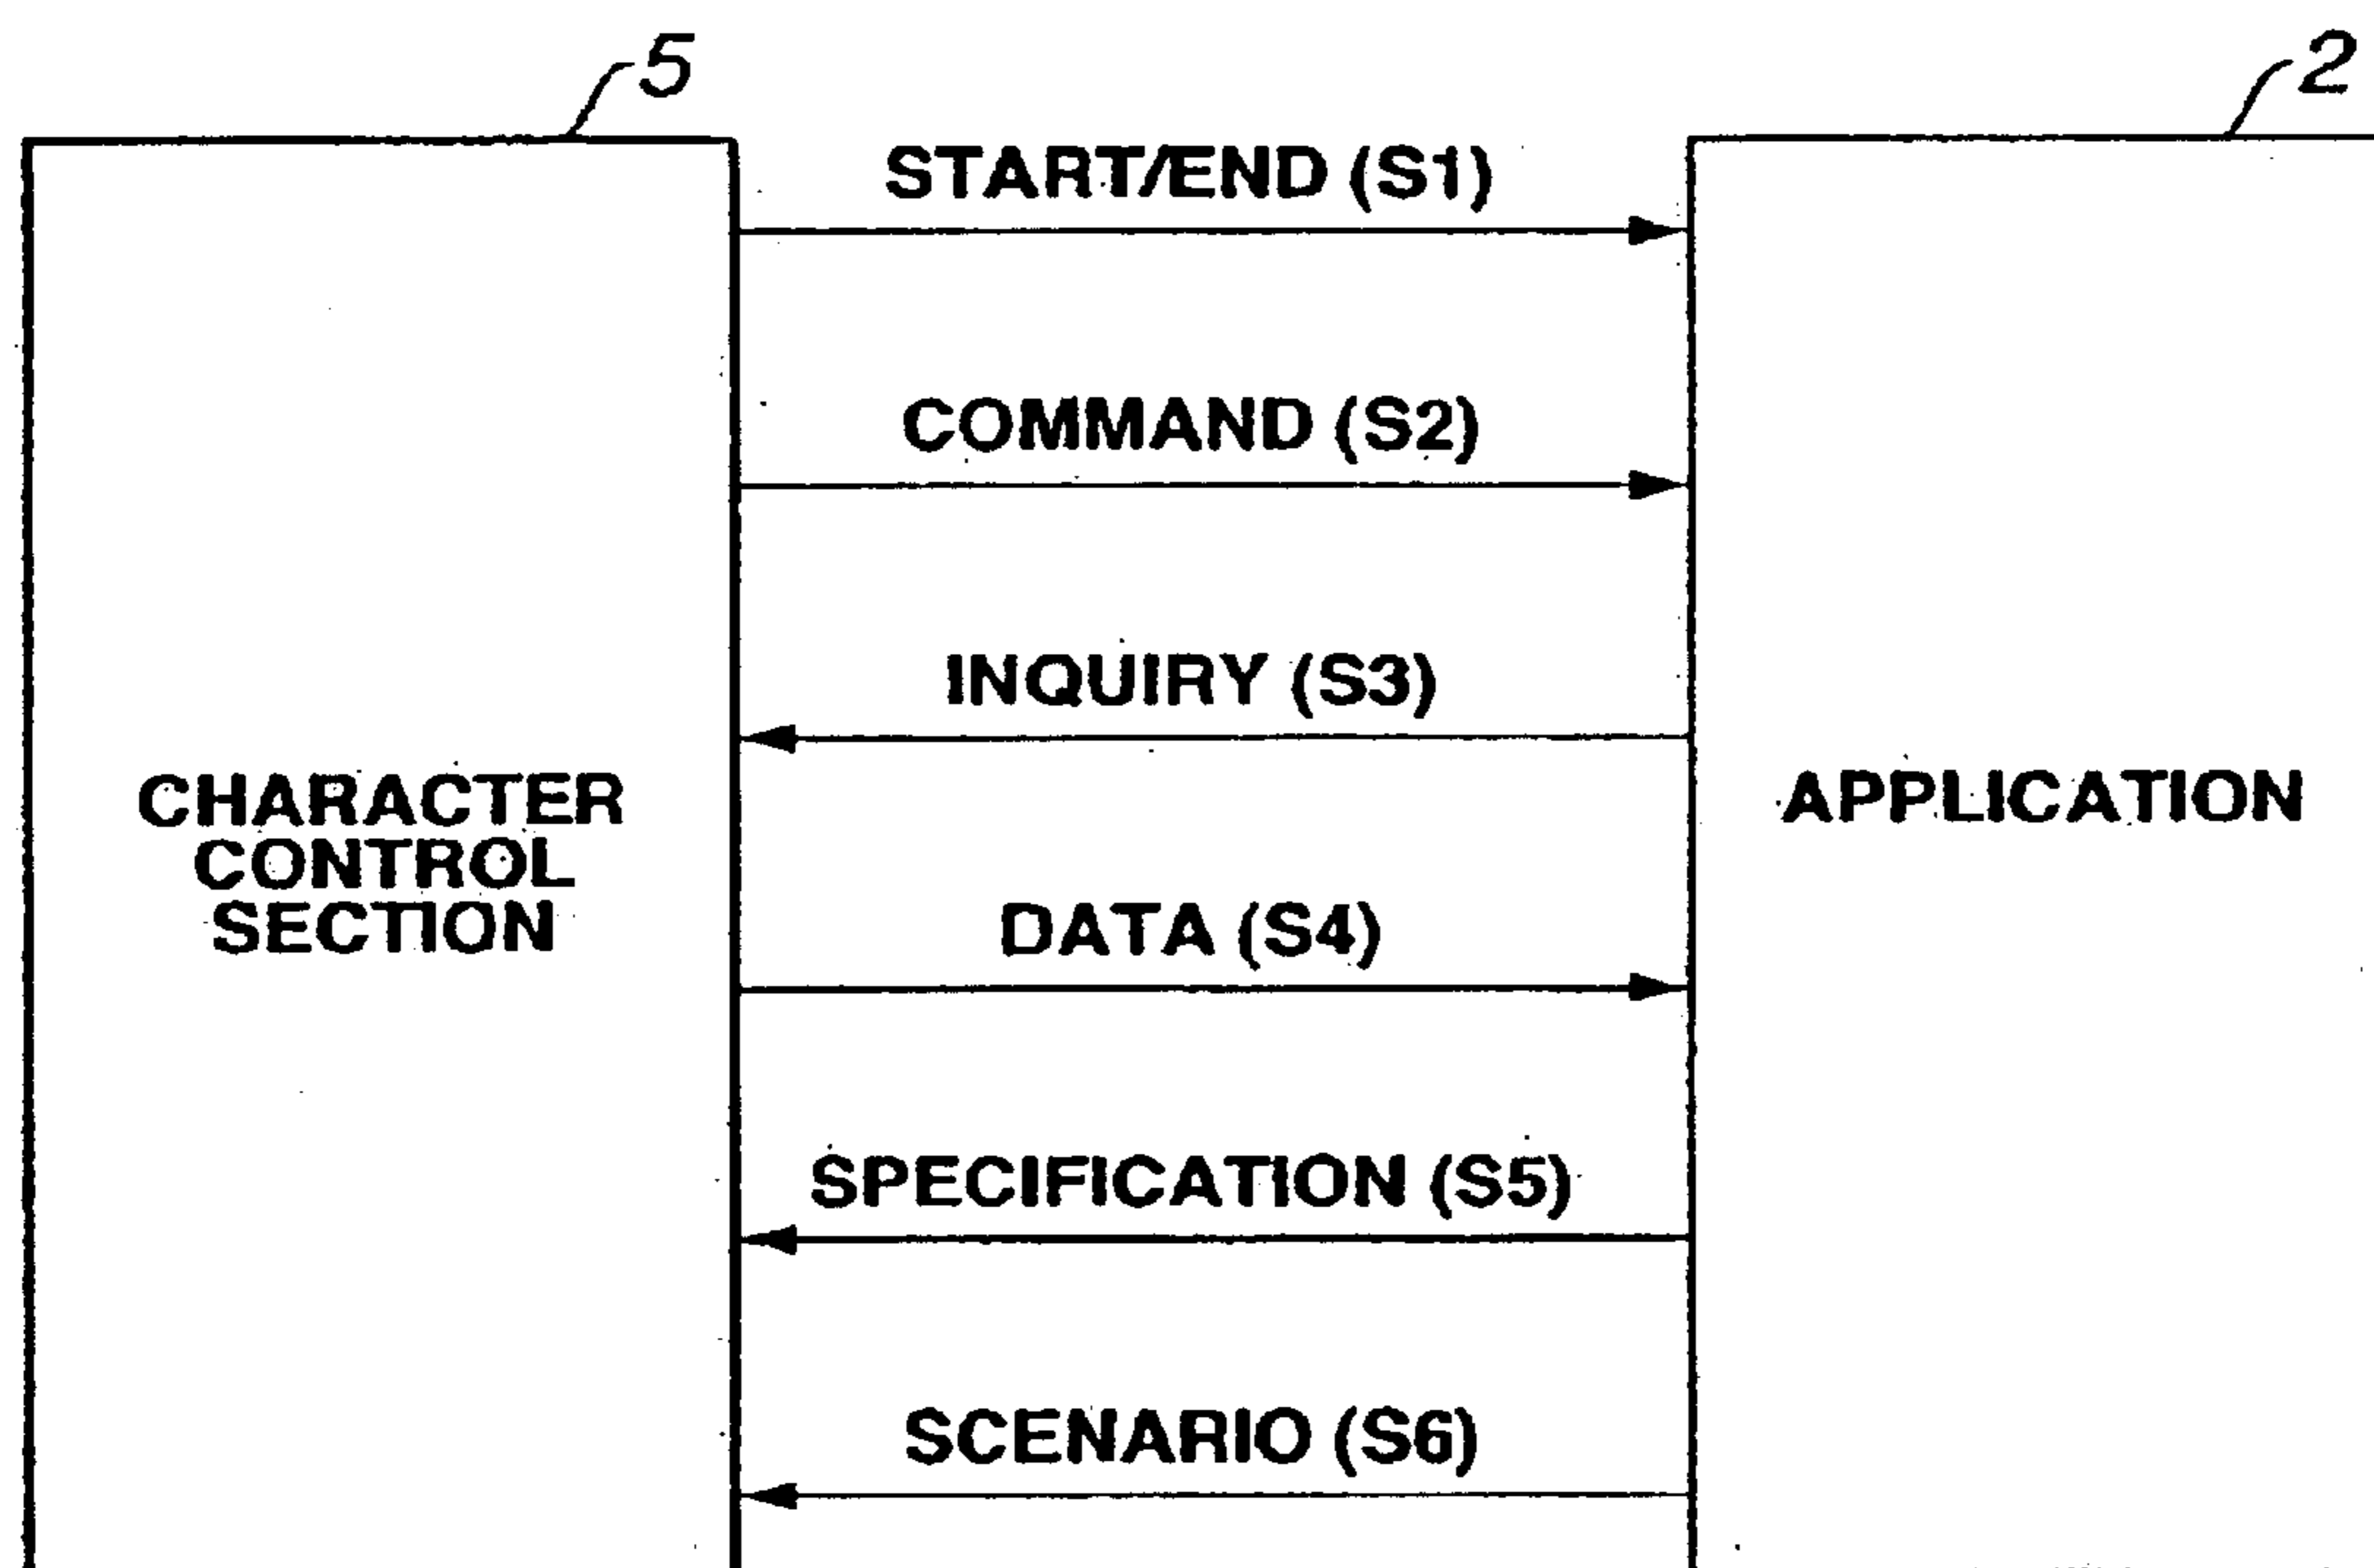 5
2
START/END (S1)
COMMAND (S2)
INQUIRY (S3)
CHARACTER
CONTROL
SECTION
APPLICATION
DATA (S4)
SPECIFICATION (S5)
SCENARIO (S6)